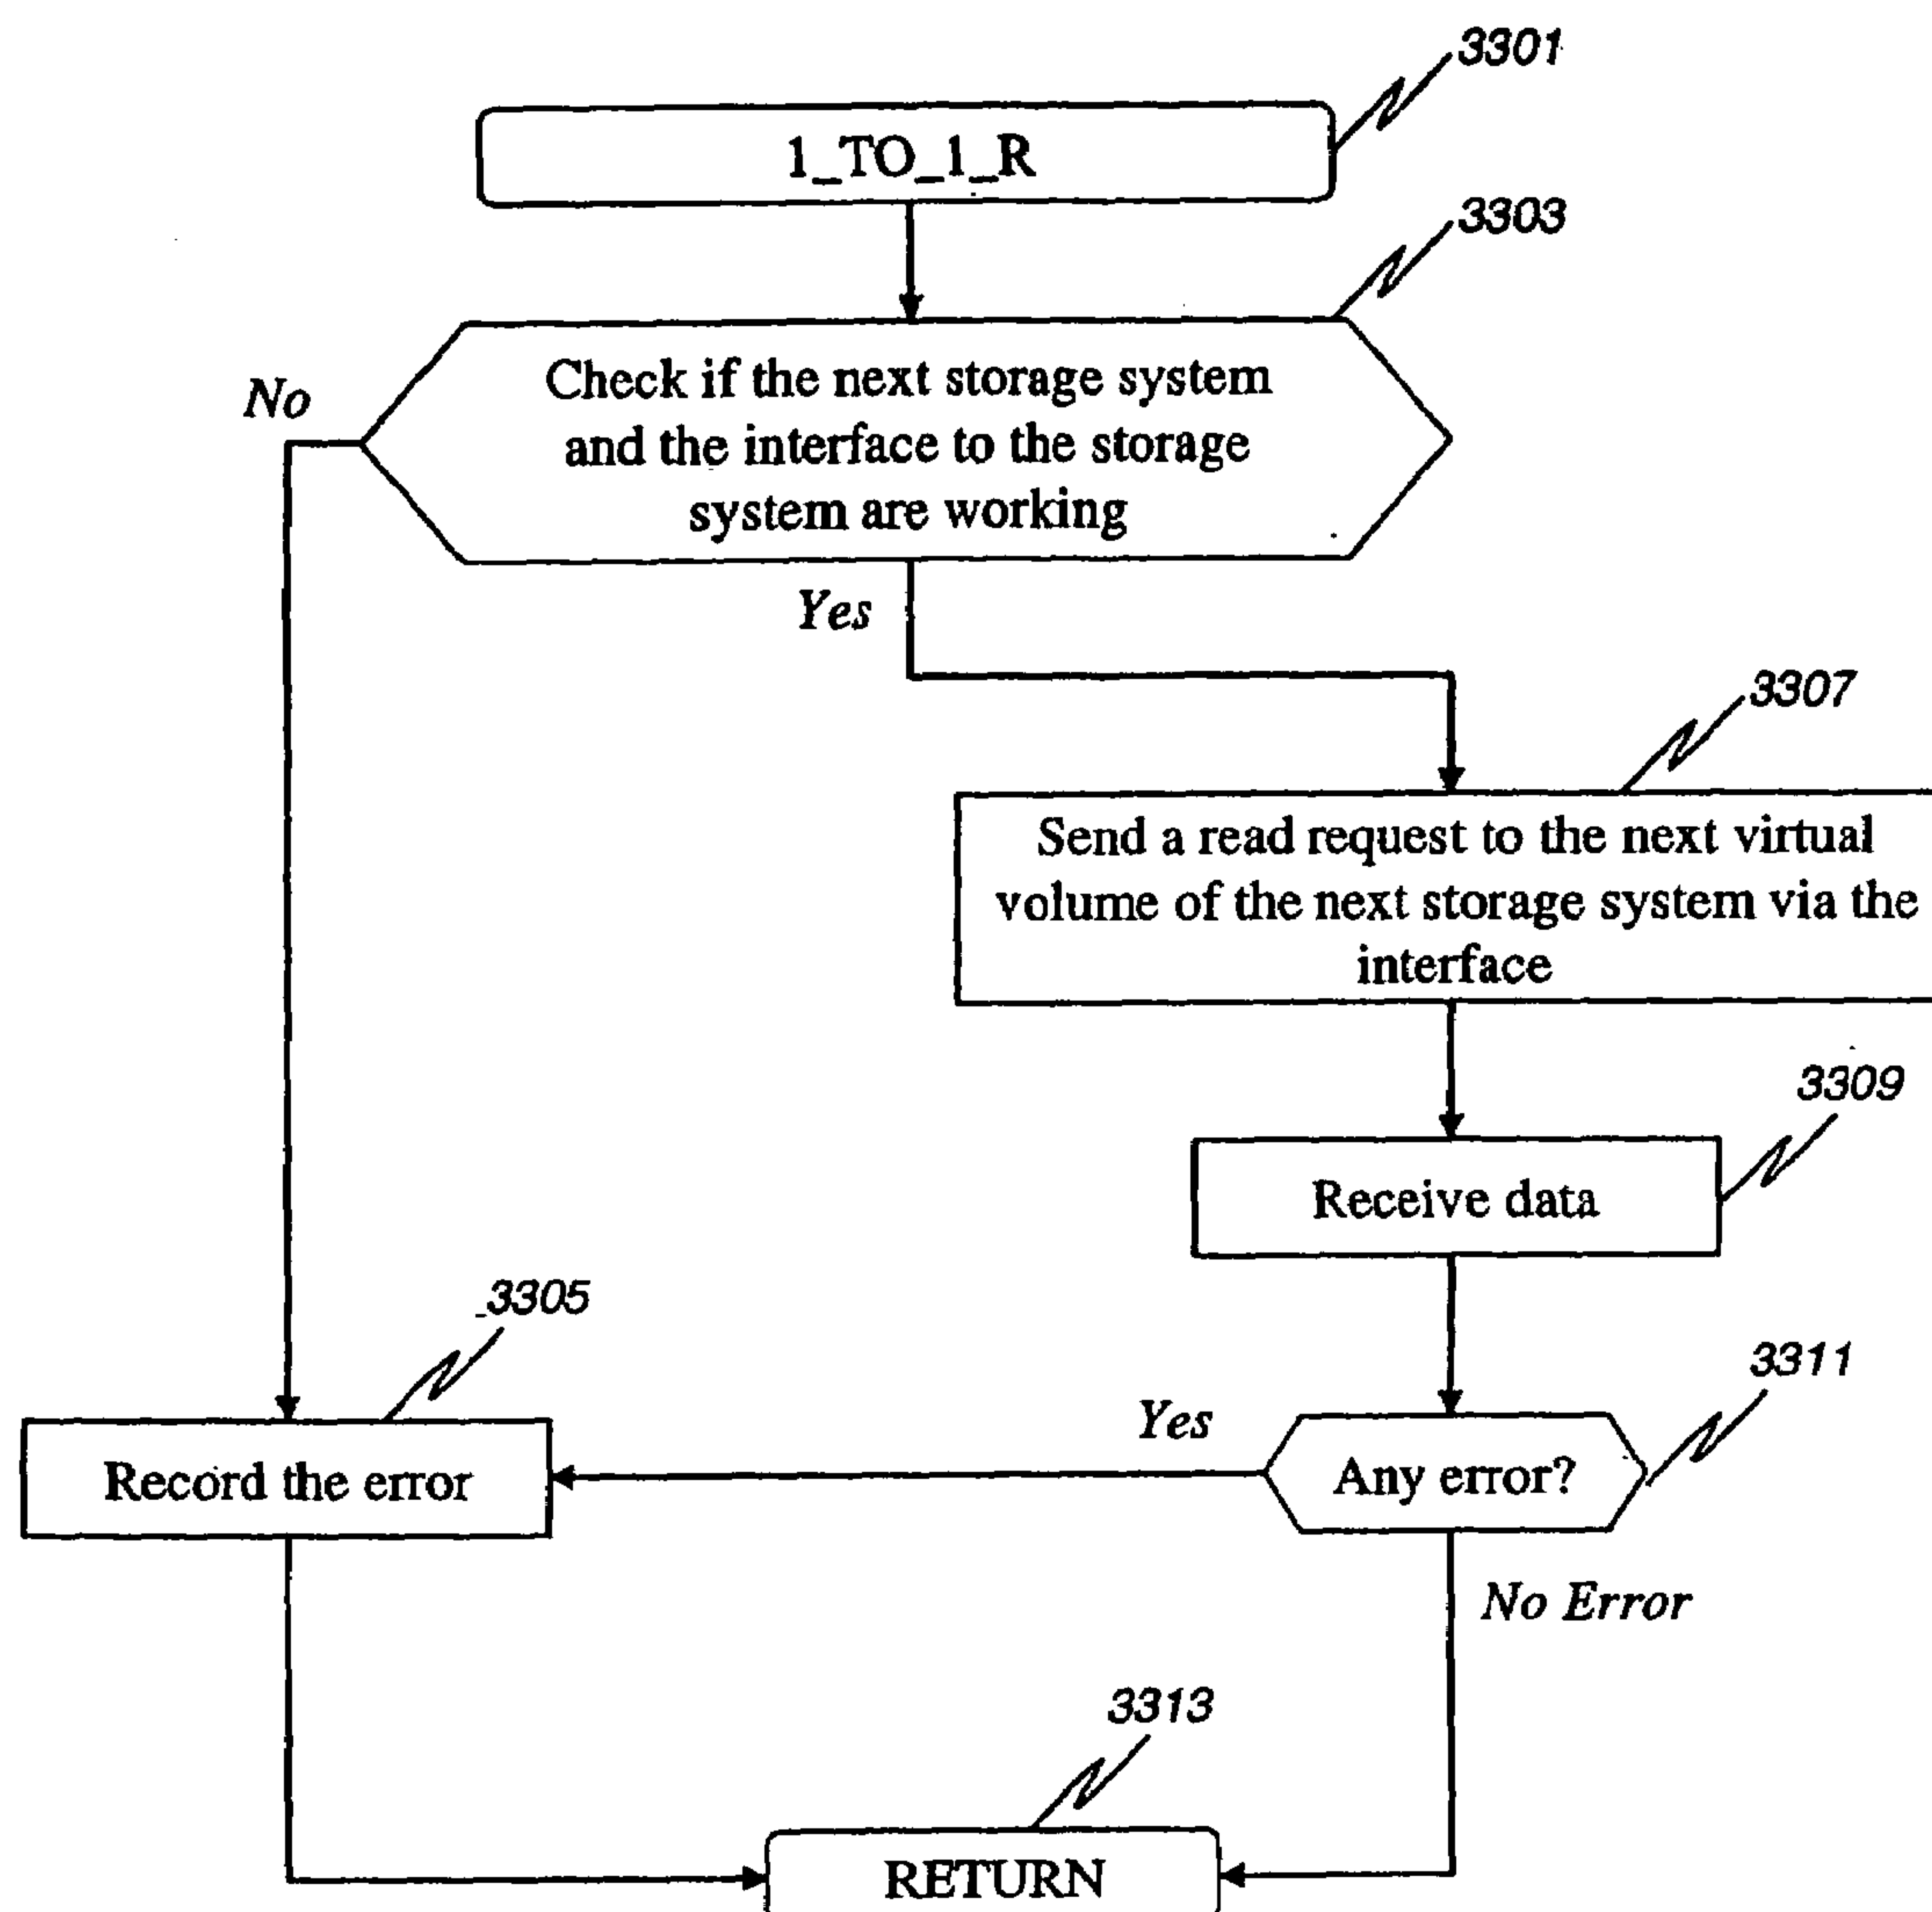 3301
1_TO_1_R
3303
Check if the next storage system
and the interface to the storage
system are working
No
Yes
3307
Send a read request to the next virtual
volume of the next storage system via the
interface
3309
Receive data
3305
3311
Yes
Any error?
Record the error
No Error
3313
RETURN